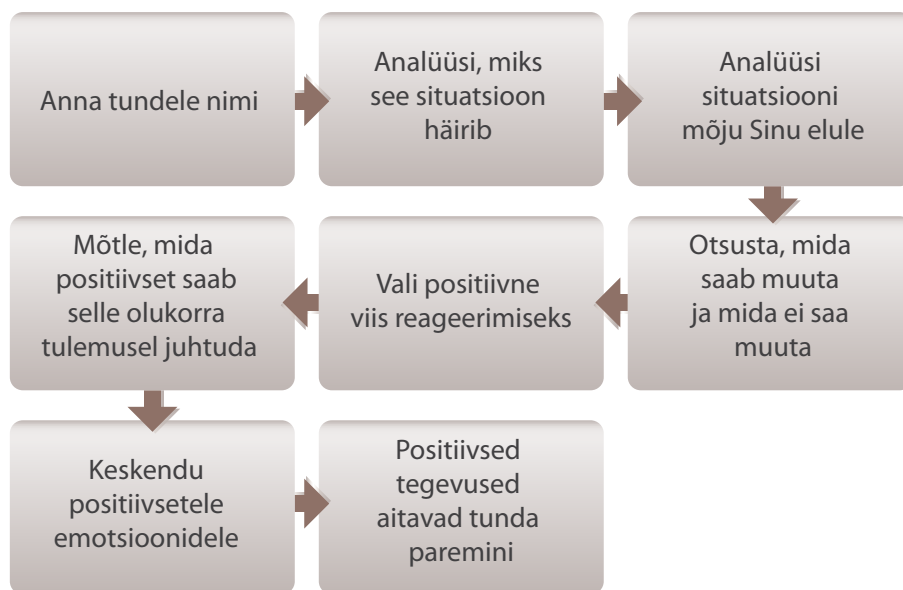 Anna tundele nimi
Analüüsi, miks
see situatsioon
häirib
Analüüsi
situatsiooni
mõju Sinu elule
Otsusta, mida
saab muuta
ja mida ei saa
muuta
Vali positiivne
viis reageerimiseks
Mõtle, mida
positiivset saab
selle olukorra
tulemusel juhtuda
Keskendu
positiivsetele
emotsioonidele
Positiivsed
tegevused
aitavad tunda
paremini